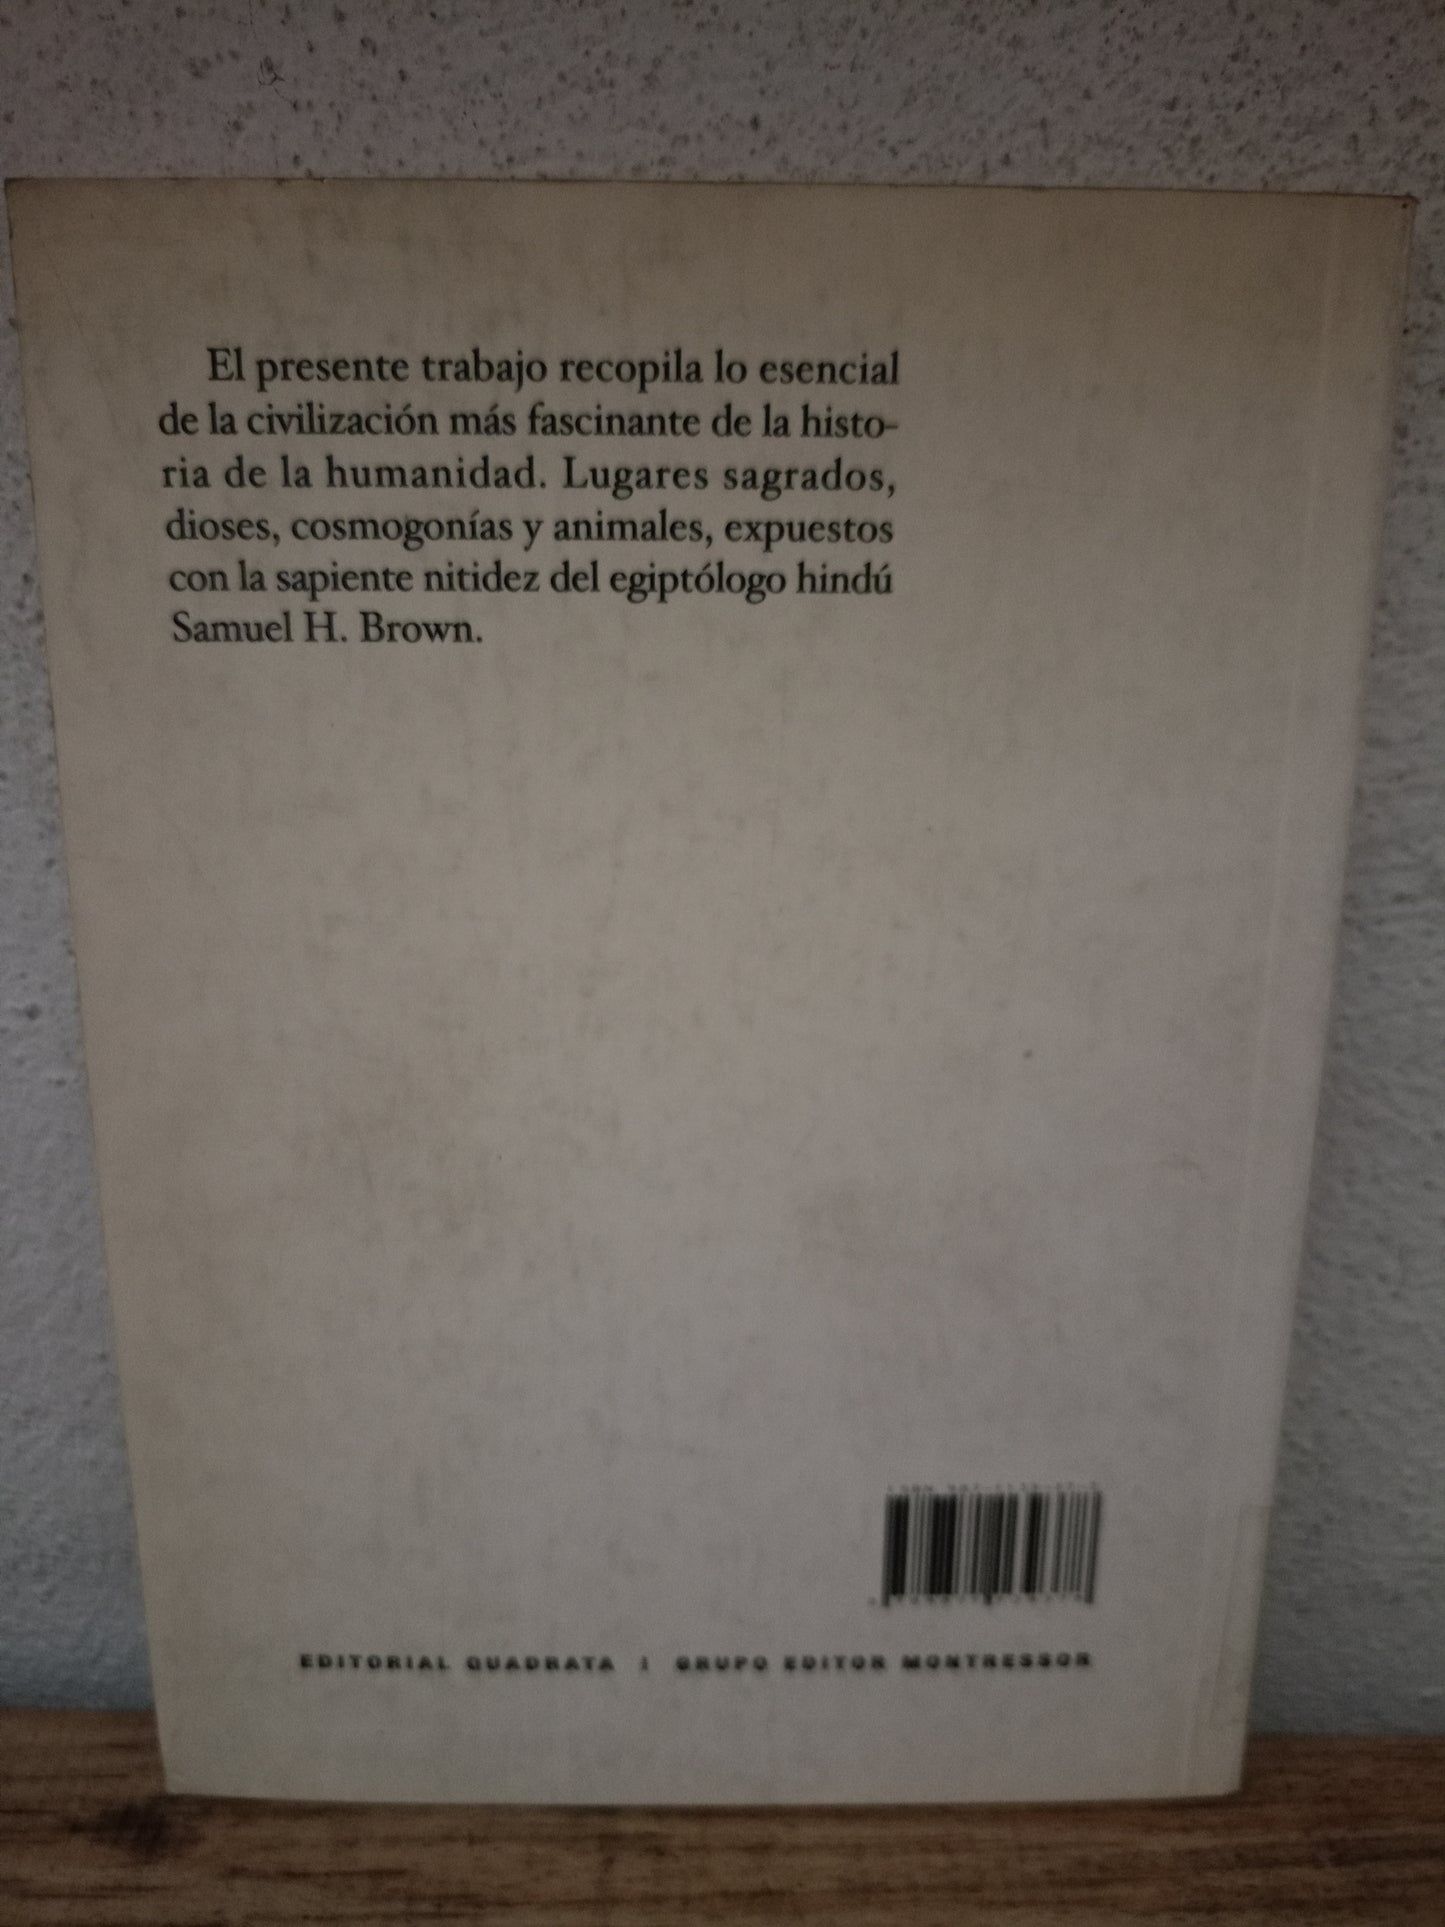 El presente trabajo recopila lo esencial
de la civilización más fascinante de la histo-
ria de la humanidad. Lugares sagrados,
dioses, cosmogonías y animales, expuestos
con la sapiente nitidez del egiptólogo hindú
Samuel H. Brown.
EDITORIAL QUADRATA | GRUPO EDITOR MONTRESSOR